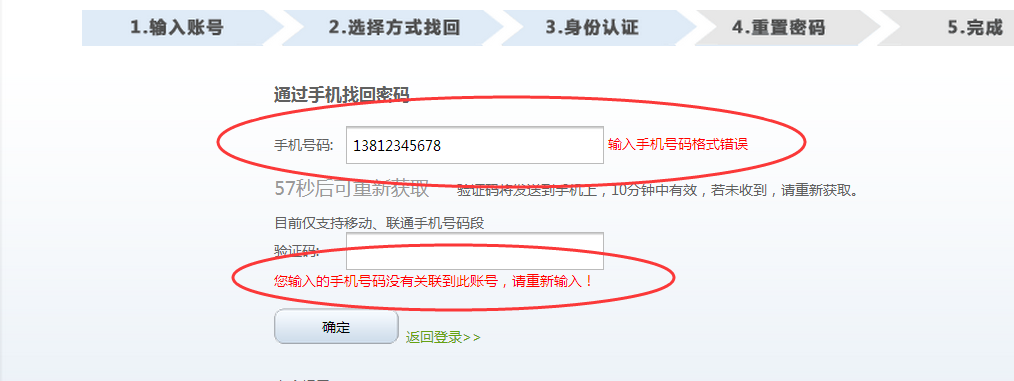 1.输入账号 2.选择方式找回 3.身份认证 4.重置密码 5.完成
通过手机找回密码
手机号码: 13812345678 输入手机号码格式错误
57秒后可重新获取 验证码将发送到手机上，10分钟中有效，若未收到，请重新获取。
目前仅支持移动、联通手机号码段
验证码:
您输入的手机号码没有关联到此账号，请重新输入！
确定 返回登录>>